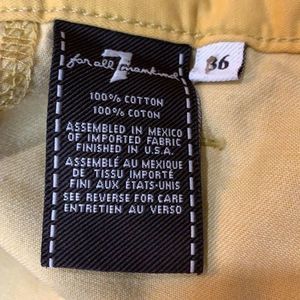 7
for all mankind
36
100% COTTON
100% COTON
ASSEMBLED IN MEXICO
OF IMPORTED FABRIC
FINISHED IN U.S.A.
ASSEMBLÉ AU MEXIQUE
DE TISSU IMPORTÉ
FINI AUX ÉTATS-UNIS
SEE REVERSE FOR CARE
ENTRETIEN AU VERSO